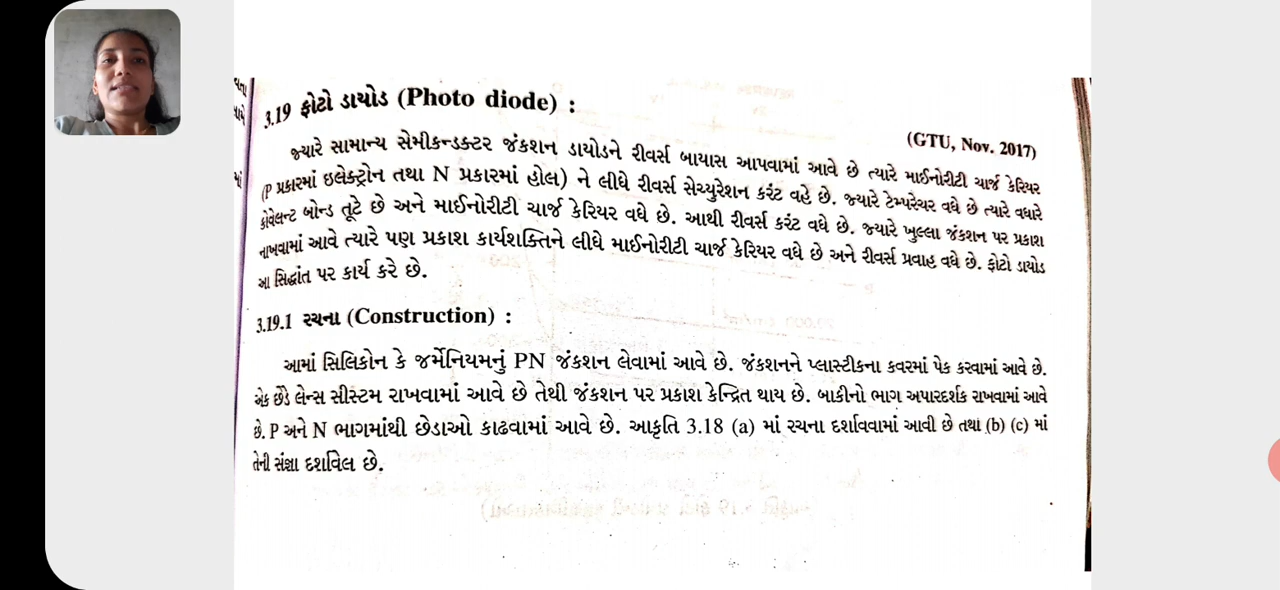 3.19 ફોટો ડાયોડ (Photo diode) :
(GTU, Nov. 2017)
જ્યારે સામાન્ય સેમીકન્ડક્ટર જંકશન ડાયોડને રીવર્સ બાયાસ આપવામાં આવે છે ત્યારે માઈનોરીટી ચાર્જ કેરિયર
(P પ્રકારમાં ઇલેક્ટ્રોન તથા N પ્રકારમાં હોલ) ને લીધે રીવર્સ સેચ્યુરેશન કરંટ વહે છે. જ્યારે ટેમ્પરેચર વધે છે ત્યારે વધારે
કોવેલન્ટ બોન્ડ તૂટે છે અને માઈનોરીટી ચાર્જ કેરિયર વધે છે. આથી રીવર્સ કરંટ વધે છે. જ્યારે ખુલ્લા જંકશન પર પ્રકાશ
નાખવામાં આવે ત્યારે પણ પ્રકાશ કાર્યશક્તિને લીધે માઈનોરીટી ચાર્જ કેરિયર વધે છે અને રીવર્સ પ્રવાહ વધે છે. ફોટો ડાયોડ
આ સિદ્ધાંત પર કાર્ય કરે છે.
3.19.1 રચના (Construction) :
આમાં સિલિકોન કે જર્મેનિયમનું PN જંકશન લેવામાં આવે છે. જંકશનને પ્લાસ્ટીકના કવરમાં પેક કરવામાં આવે છે.
એક છેડે લેન્સ સીસ્ટમ રાખવામાં આવે છે તેથી જંકશન પર પ્રકાશ કેન્દ્રિત થાય છે. બાકીનો ભાગ અપારદર્શક રાખવામાં આવે
છે. P અને N ભાગમાંથી છેડાઓ કાઢવામાં આવે છે. આકૃતિ 3.18 (a) માં રચના દર્શાવવામાં આવી છે તથા (b) (c) માં
તેની સંજ્ઞા દર્શાવેલ છે.